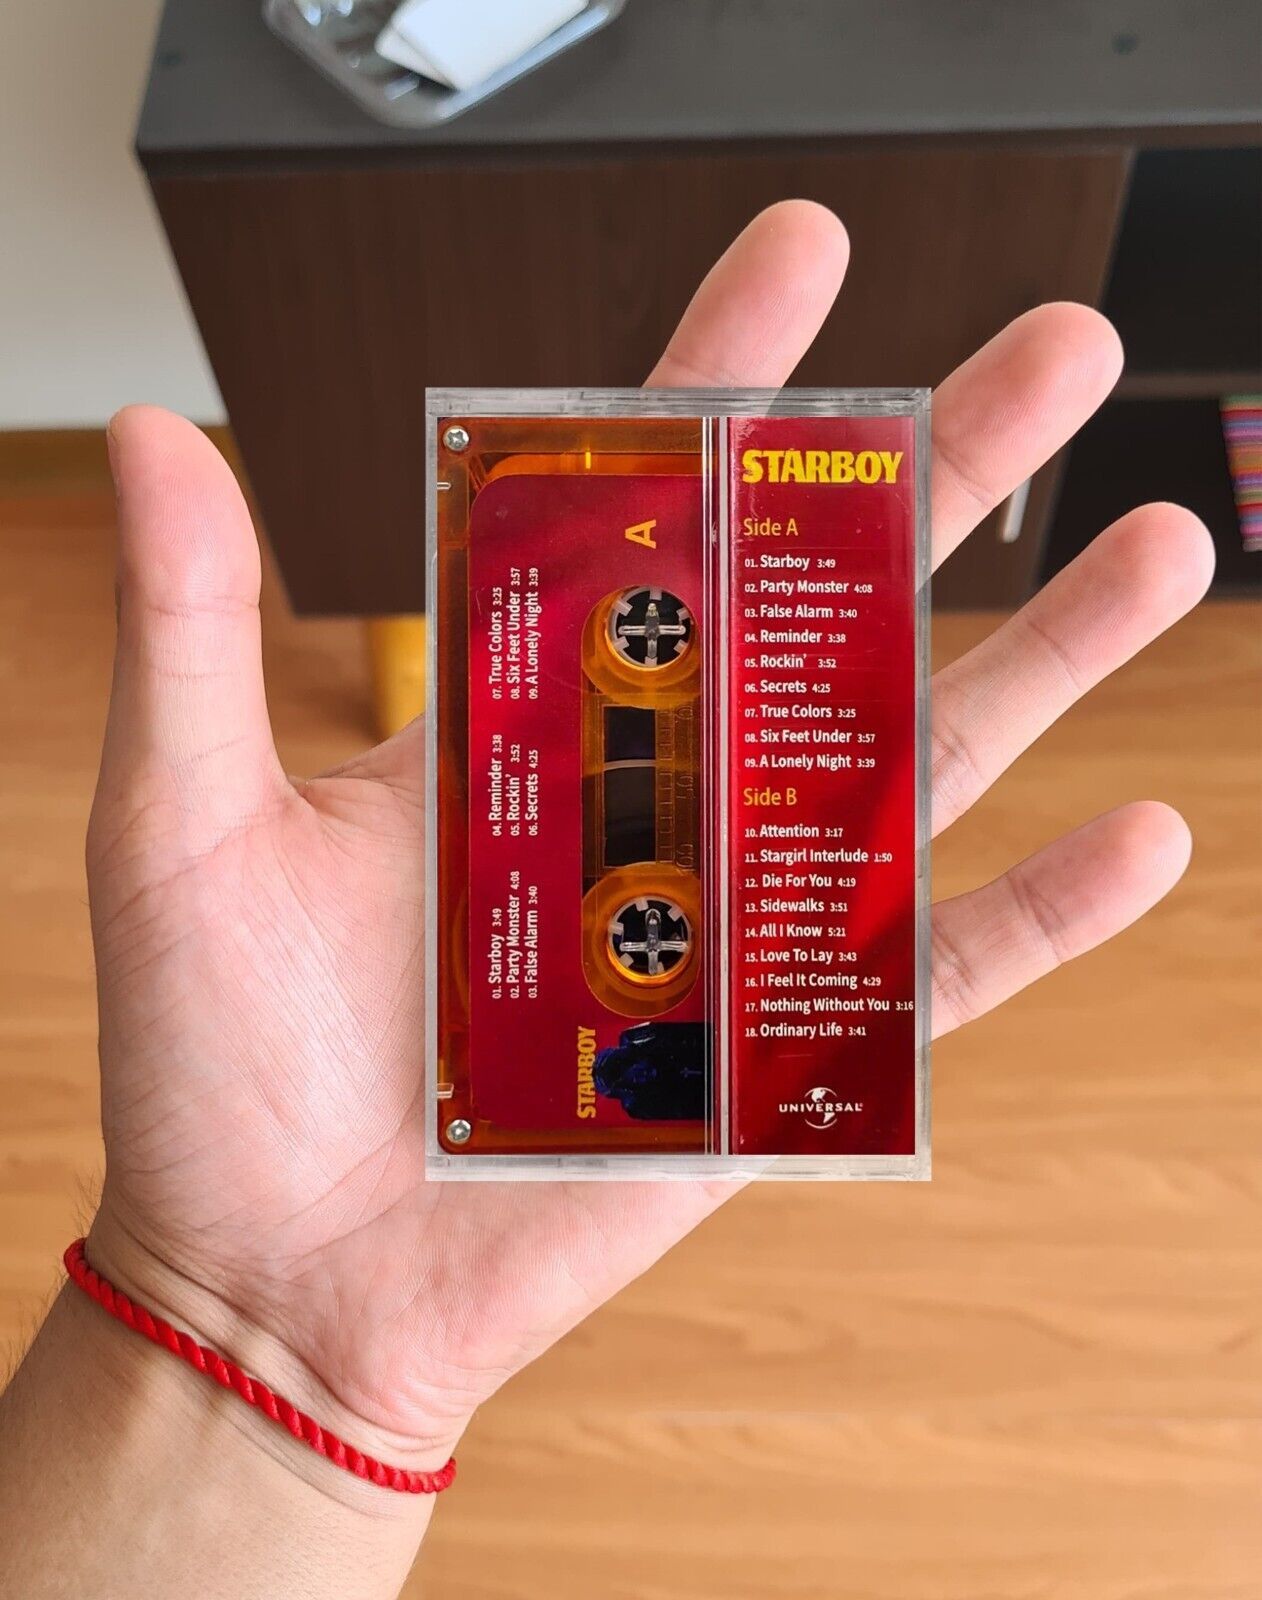 A
01. Starboy 3:49
02. Party Monster 4:08
03. False Alarm 3:40
04. Reminder 3:38
05. Rockin' 3:52
06. Secrets 4:25
07. True Colors 3:25
08. Six Feet Under 3:57
09. A Lonely Night 3:39
STARBOY
100 50 0
STARBOY
Side A
01. Starboy 3:49
02. Party Monster 4:08
03. False Alarm 3:40
04. Reminder 3:38
05. Rockin' 3:52
06. Secrets 4:25
07. True Colors 3:25
08. Six Feet Under 3:57
09. A Lonely Night 3:39
Side B
10. Attention 3:17
11. Stargirl Interlude 1:50
12. Die For You 4:19
13. Sidewalks 3:51
14. All I Know 5:21
15. Love To Lay 3:43
16. I Feel It Coming 4:29
17. Nothing Without You 3:16
18. Ordinary Life 3:41
UNIVERSAL